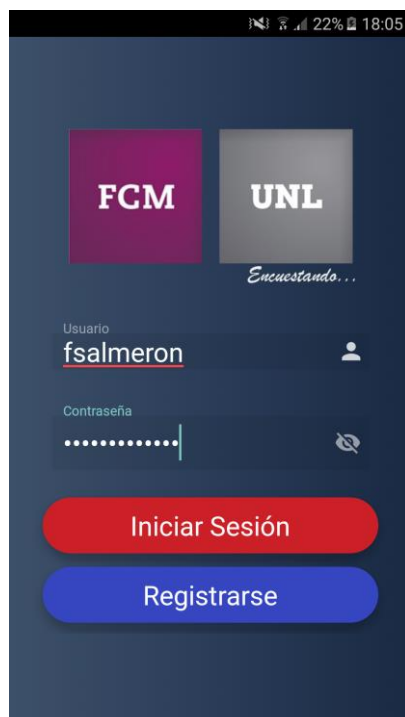 22% 18:05
FCM UNL
Encuestando...
Usuario
fsalmeron
Contraseña
•••••••••••••
Iniciar Sesión
Registrarse